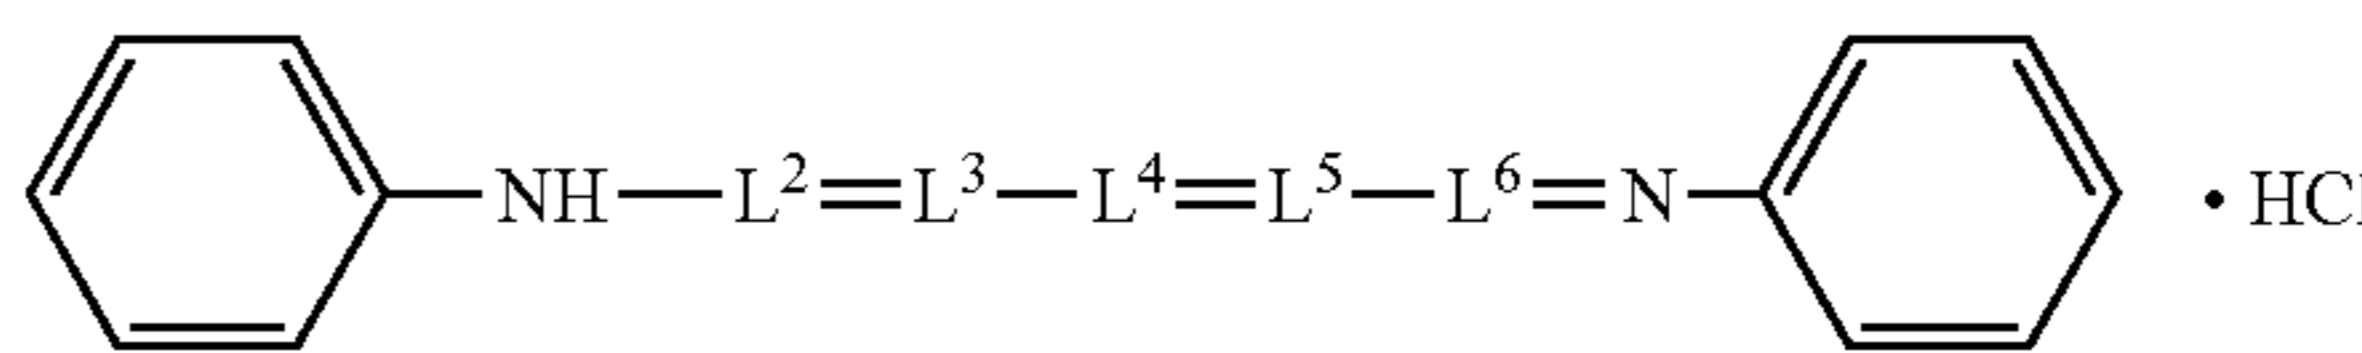 NH—L²=L³—L⁴=L⁵—L⁶=N • HCl